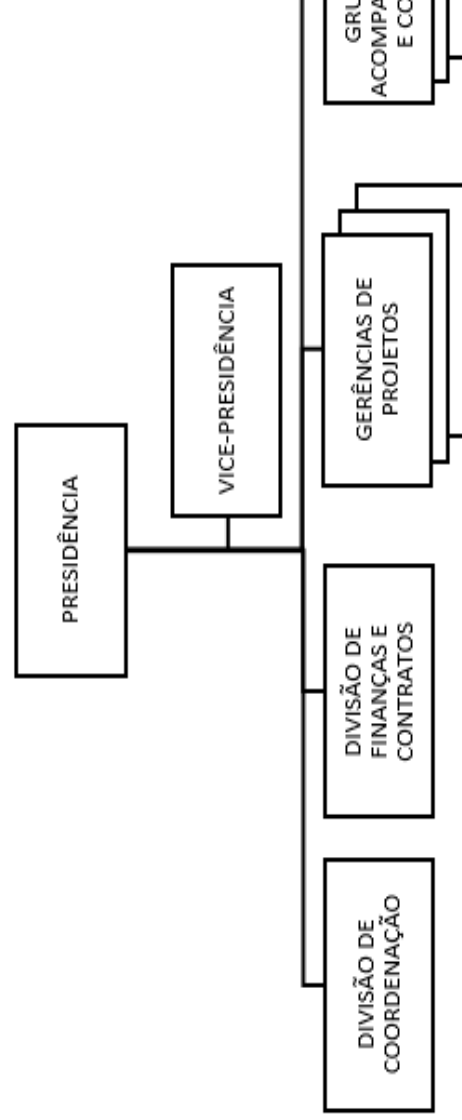 PRESIDÊNCIA
VICE-PRESIDÊNCIA
DIVISÃO DE
COORDENAÇÃO
DIVISÃO DE
FINANÇAS E
CONTRATOS
GERÊNCIAS DE
PROJETOS
E